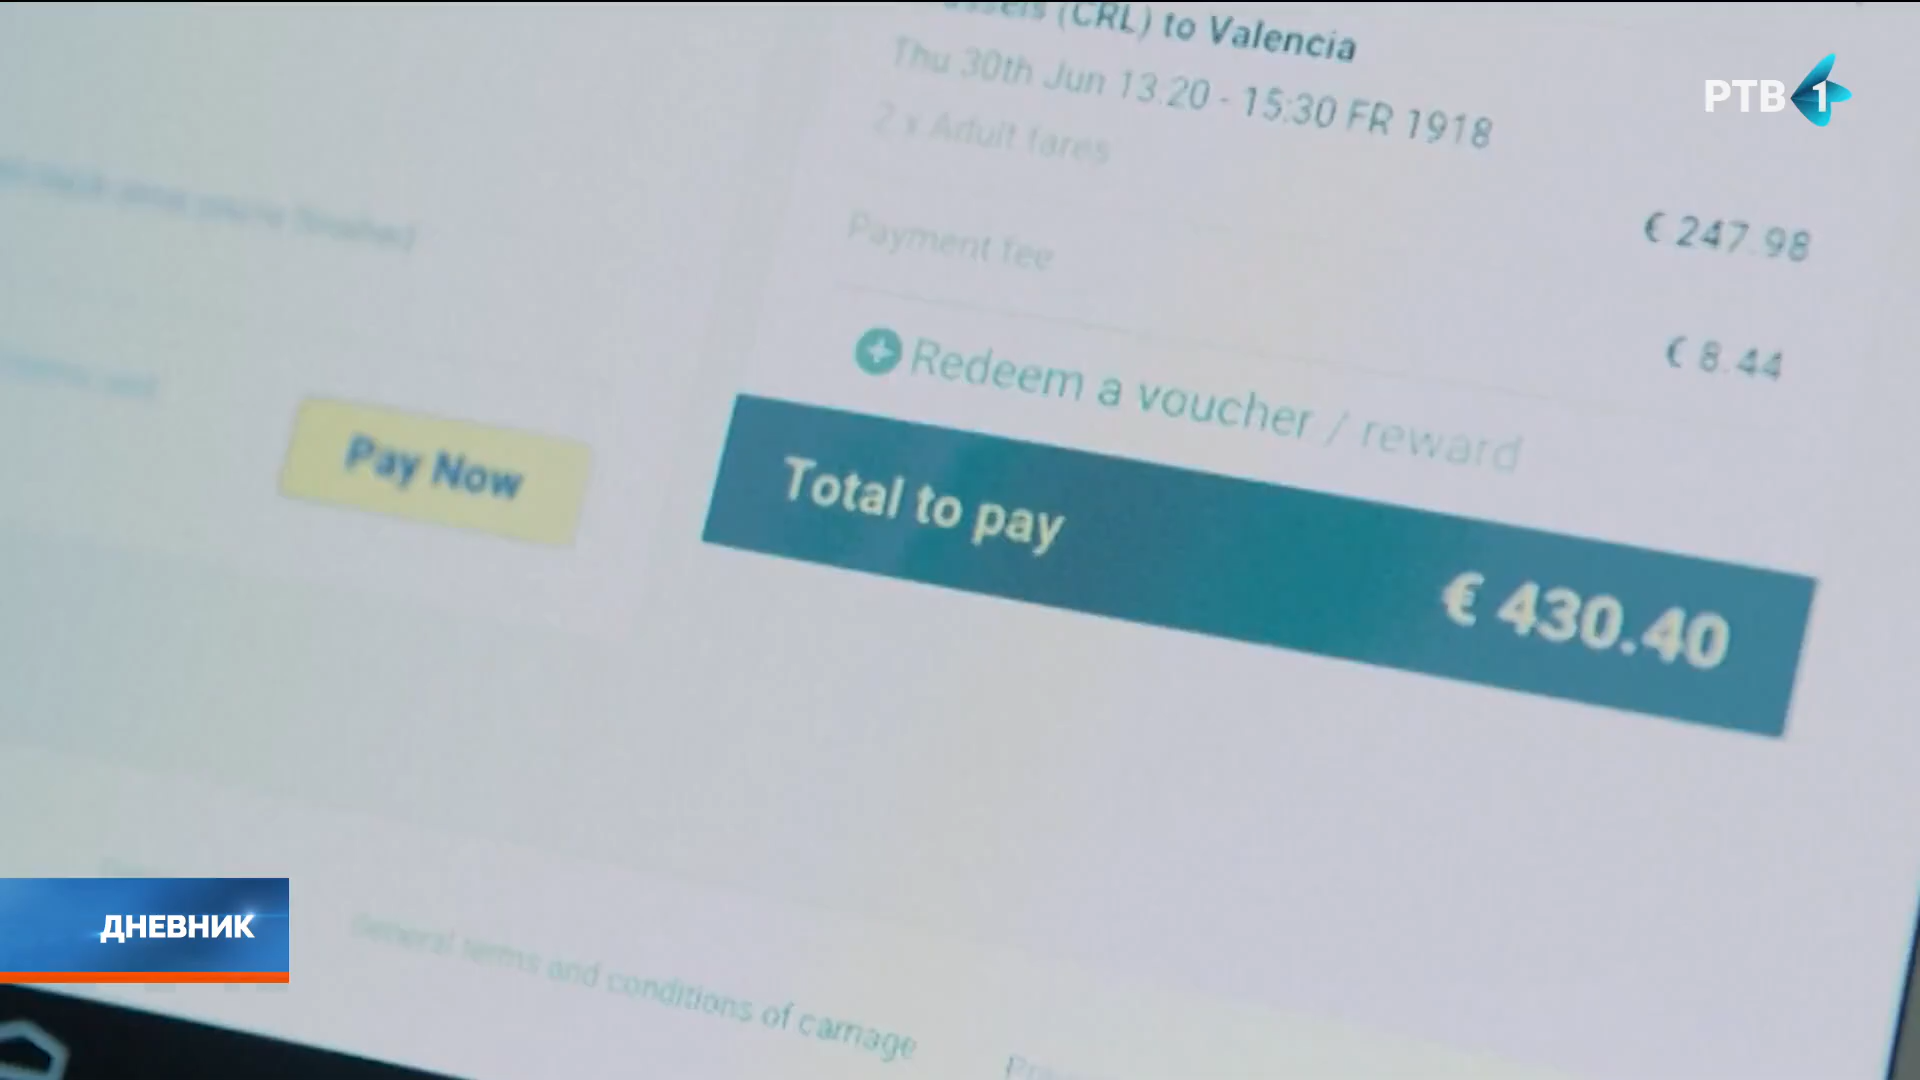 (CRL) to Valencia
Thu 30th Jun 13:20 - 15:30 FR 1918
2 x Adult fares
€ 247.98
Payment fee
€ 8.44
Redeem a voucher / reward
Pay Now
Total to pay
€ 430.40
General terms and conditions of carriage
РТВ 1
ДНЕВНИК